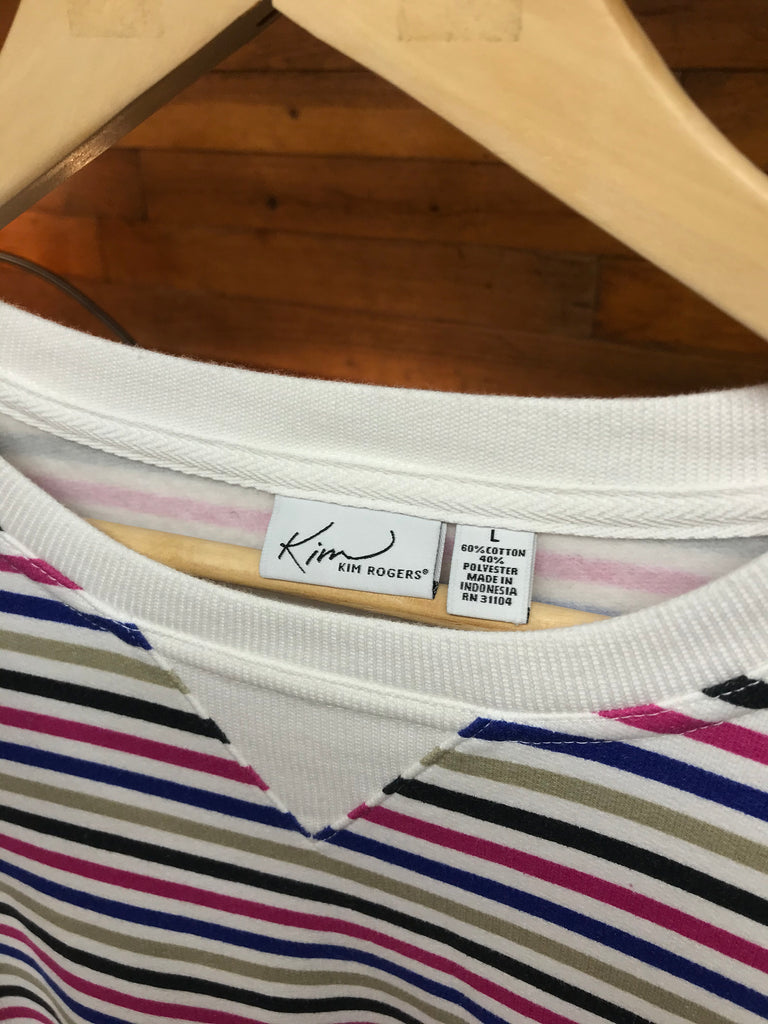 Kim
KIM ROGERS®
L
60% COTTON
40%
POLYESTER
MADE IN
INDONESIA
RN 31104